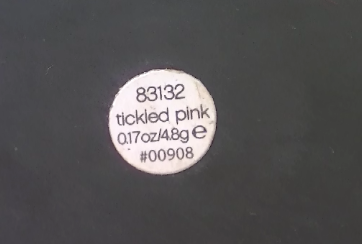 83132
tickled pink
0.17oz/4.8g ℮
#00908